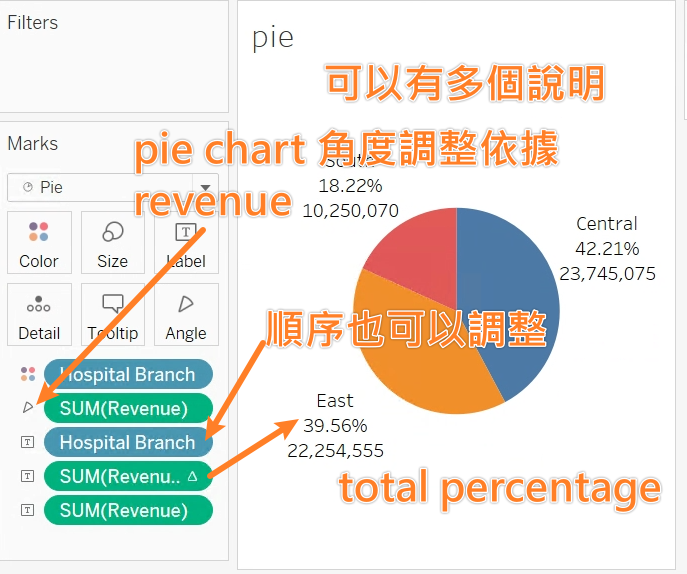 Filters
pie
可以有多個說明
Marks
pie chart 角度調整依據
revenue
Pie
South
18.22%
10,250,070
Color
Size
Label
Central
42.21%
23,745,075
Detail
Tooltip
Angle
順序也可以調整
Hospital Branch
SUM(Revenue)
Hospital Branch
SUM(Revenu.. Δ
SUM(Revenue)
East
39.56%
22,254,555
total percentage